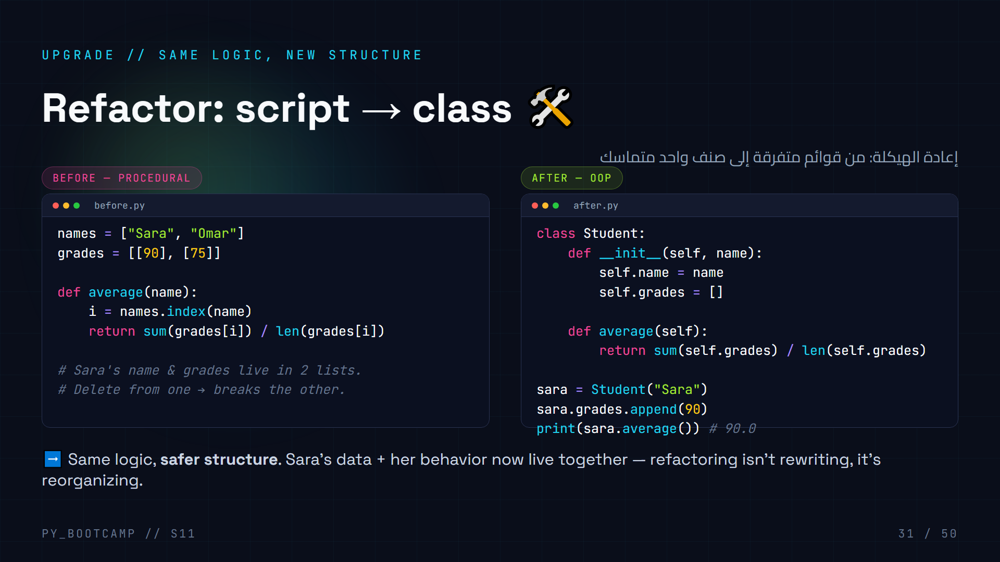 UPGRADE // SAME LOGIC, NEW STRUCTURE
Refactor: script → class 🛠️
إعادة الهيكلة: من قوائم متفرقة إلى صنف واحد متماسك
BEFORE — PROCEDURAL
before.py
names = ["Sara", "Omar"]
grades = [[90], [75]]

def average(name):
    i = names.index(name)
    return sum(grades[i]) / len(grades[i])

# Sara's name & grades live in 2 lists.
# Delete from one → breaks the other.
AFTER — OOP
after.py
class Student:
    def __init__(self, name):
        self.name = name
        self.grades = []

    def average(self):
        return sum(self.grades) / len(self.grades)

sara = Student("Sara")
sara.grades.append(90)
print(sara.average()) # 90.0
➡️ Same logic, safer structure. Sara's data + her behavior now live together — refactoring isn't rewriting, it's
reorganizing.
PY_BOOTCAMP // S11
31 / 50